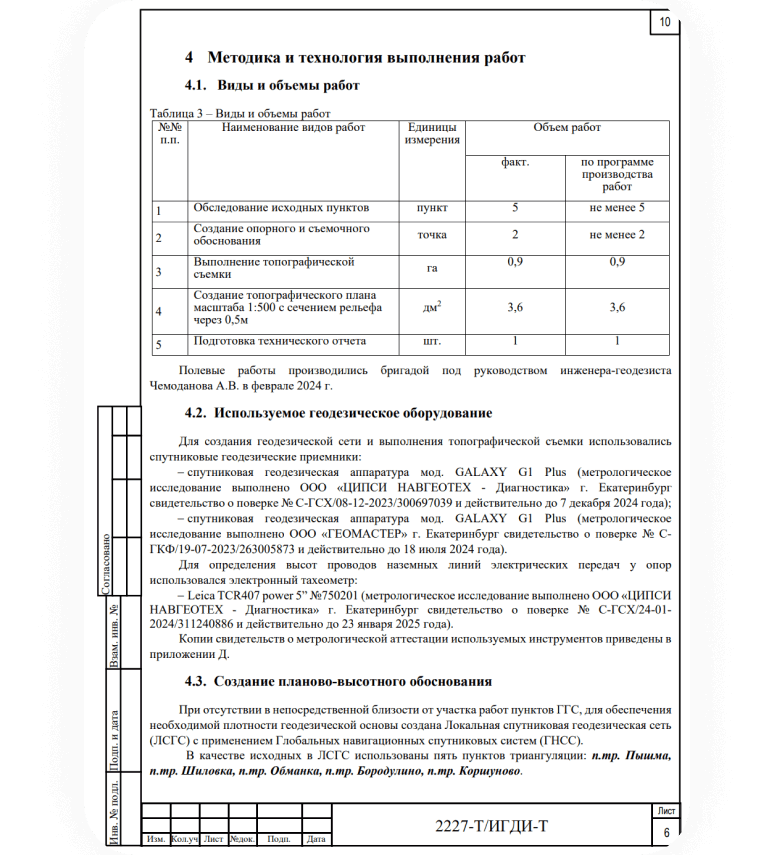 10
4 Методика и технология выполнения работ
4.1. Виды и объемы работ
Таблица 3 – Виды и объемы работ
№№ п.п. Наименование видов работ Единицы измерения Объем работ
факт. по программе производства работ
1 Обследование исходных пунктов пункт 5 не менее 5
2 Создание опорного и съемочного обоснования точка 2 не менее 2
3 Выполнение топографической съемки га 0,9 0,9
4 Создание топографического плана масштаба 1:500 с сечением рельефа через 0,5м дм2 3,6 3,6
5 Подготовка технического отчета шт. 1 1
Полевые работы производились бригадой под руководством инженера-геодезиста
Чемоданова А.В. в феврале 2024 г.
4.2. Используемое геодезическое оборудование
Для создания геодезической сети и выполнения топографической съемки использовались
спутниковые геодезические приемники:
– спутниковая геодезическая аппаратура мод. GALAXY G1 Plus (метрологическое
исследование выполнено ООО «ЦИПСИ НАВГЕОТЕХ - Диагностика» г. Екатеринбург
свидетельство о поверке № С-ГСХ/08-12-2023/300697039 и действительно до 7 декабря 2024 года);
– спутниковая геодезическая аппаратура мод. GALAXY G1 Plus (метрологическое
исследование выполнено ООО «ГЕОМАСТЕР» г. Екатеринбург свидетельство о поверке № С-
ГКФ/19-07-2023/263005873 и действительно до 18 июля 2024 года).
Для определения высот проводов наземных линий электрических передач у опор
использовался электронный тахеометр:
– Leica TCR407 power 5” №750201 (метрологическое исследование выполнено ООО «ЦИПСИ
НАВГЕОТЕХ - Диагностика» г. Екатеринбург свидетельство о поверке № С-ГСХ/24-01-
2024/311240886 и действительно до 23 января 2025 года).
Копии свидетельств о метрологической аттестации используемых инструментов приведены в
приложении Д.
4.3. Создание планово-высотного обоснования
При отсутствии в непосредственной близости от участка работ пунктов ГГС, для обеспечения
необходимой плотности геодезической основы создана Локальная спутниковая геодезическая сеть
(ЛСГС) с применением Глобальных навигационных спутниковых систем (ГНСС).
В качестве исходных в ЛСГС использованы пять пунктов триангуляции: п.тр. Пышма,
п.тр. Шиловка, п.тр. Обманка, п.тр. Бородулино, п.тр. Коршуново.
Согласовано
Взам. инв. №
Подп. и дата
Инв. № подл.
Изм. Кол.уч Лист №док. Подп. Дата
2227-Т/ИГДИ-Т
Лист
6